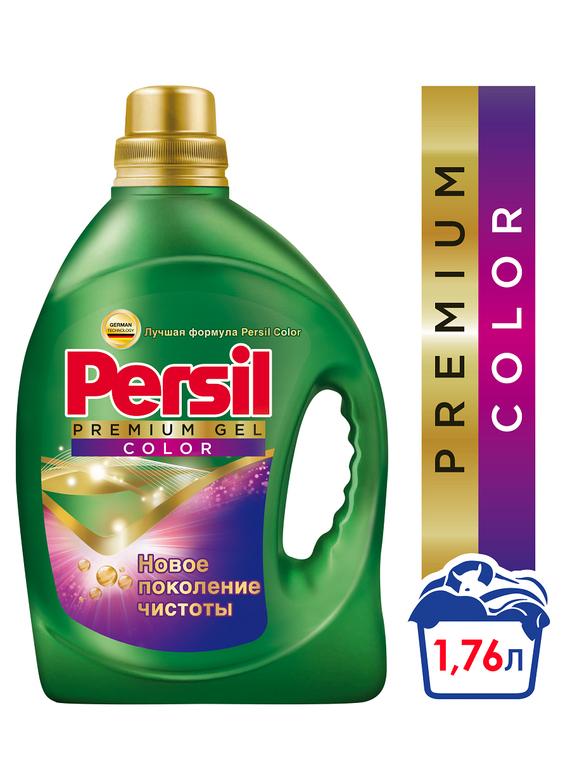 GERMAN
TECHNOLOGY
Лучшая формула Persil Color
Persil
PREMIUM GEL
COLOR
Новое
поколение
чистоты
PREMIUM
COLOR
1,76л